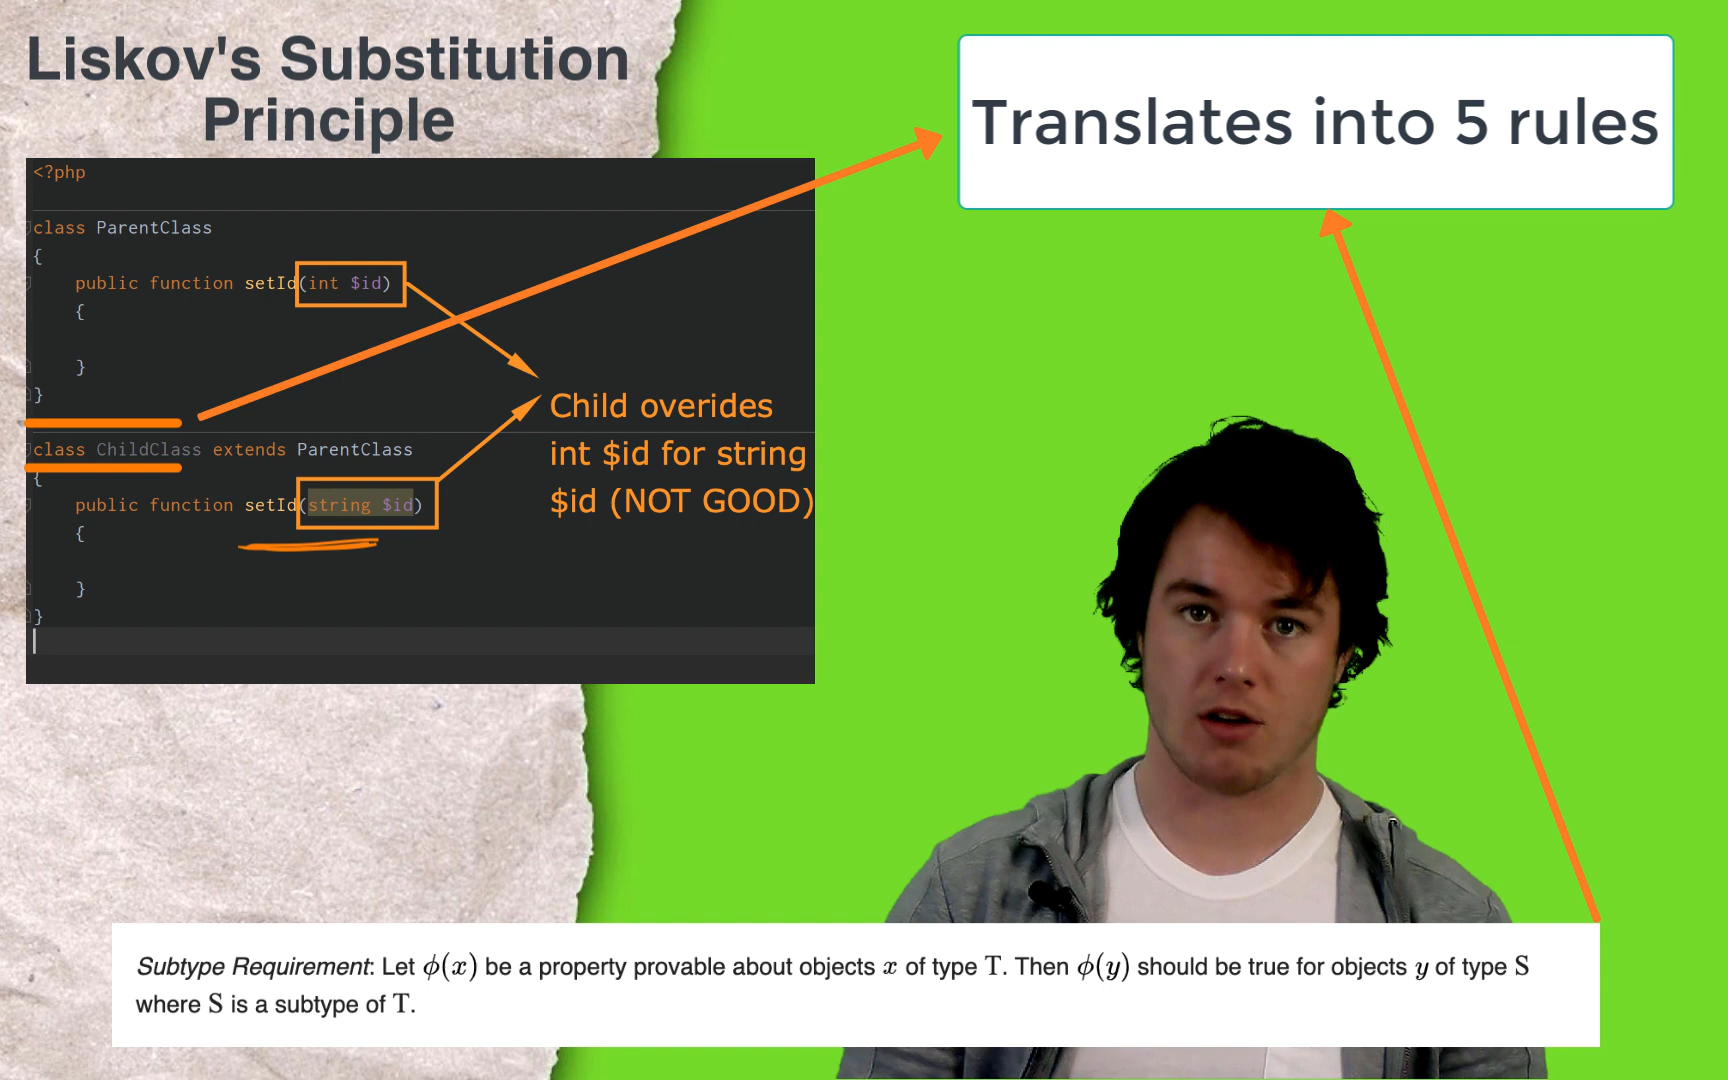 Liskov's Substitution
Principle
Translates into 5 rules
<?php
class ParentClass
{
public function setId(int $id)
{
}
}
class ChildClass extends ParentClass
{
public function setId(string $id)
{
}
}
Child overides
int $id for string
$id (NOT GOOD)
Subtype Requirement: Let ϕ(x) be a property provable about objects x of type T. Then ϕ(y) should be true for objects y of type S
where S is a subtype of T.